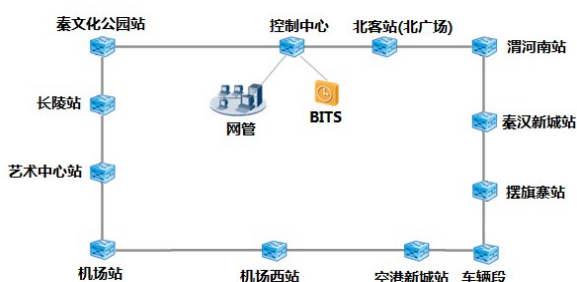 秦文化公园站
控制中心
北客站(北广场)
渭河南站
长陵站
网管
BITS
秦汉新城站
艺术中心站
摆旗寨站
机场站
机场西站
空港新城站
车辆段